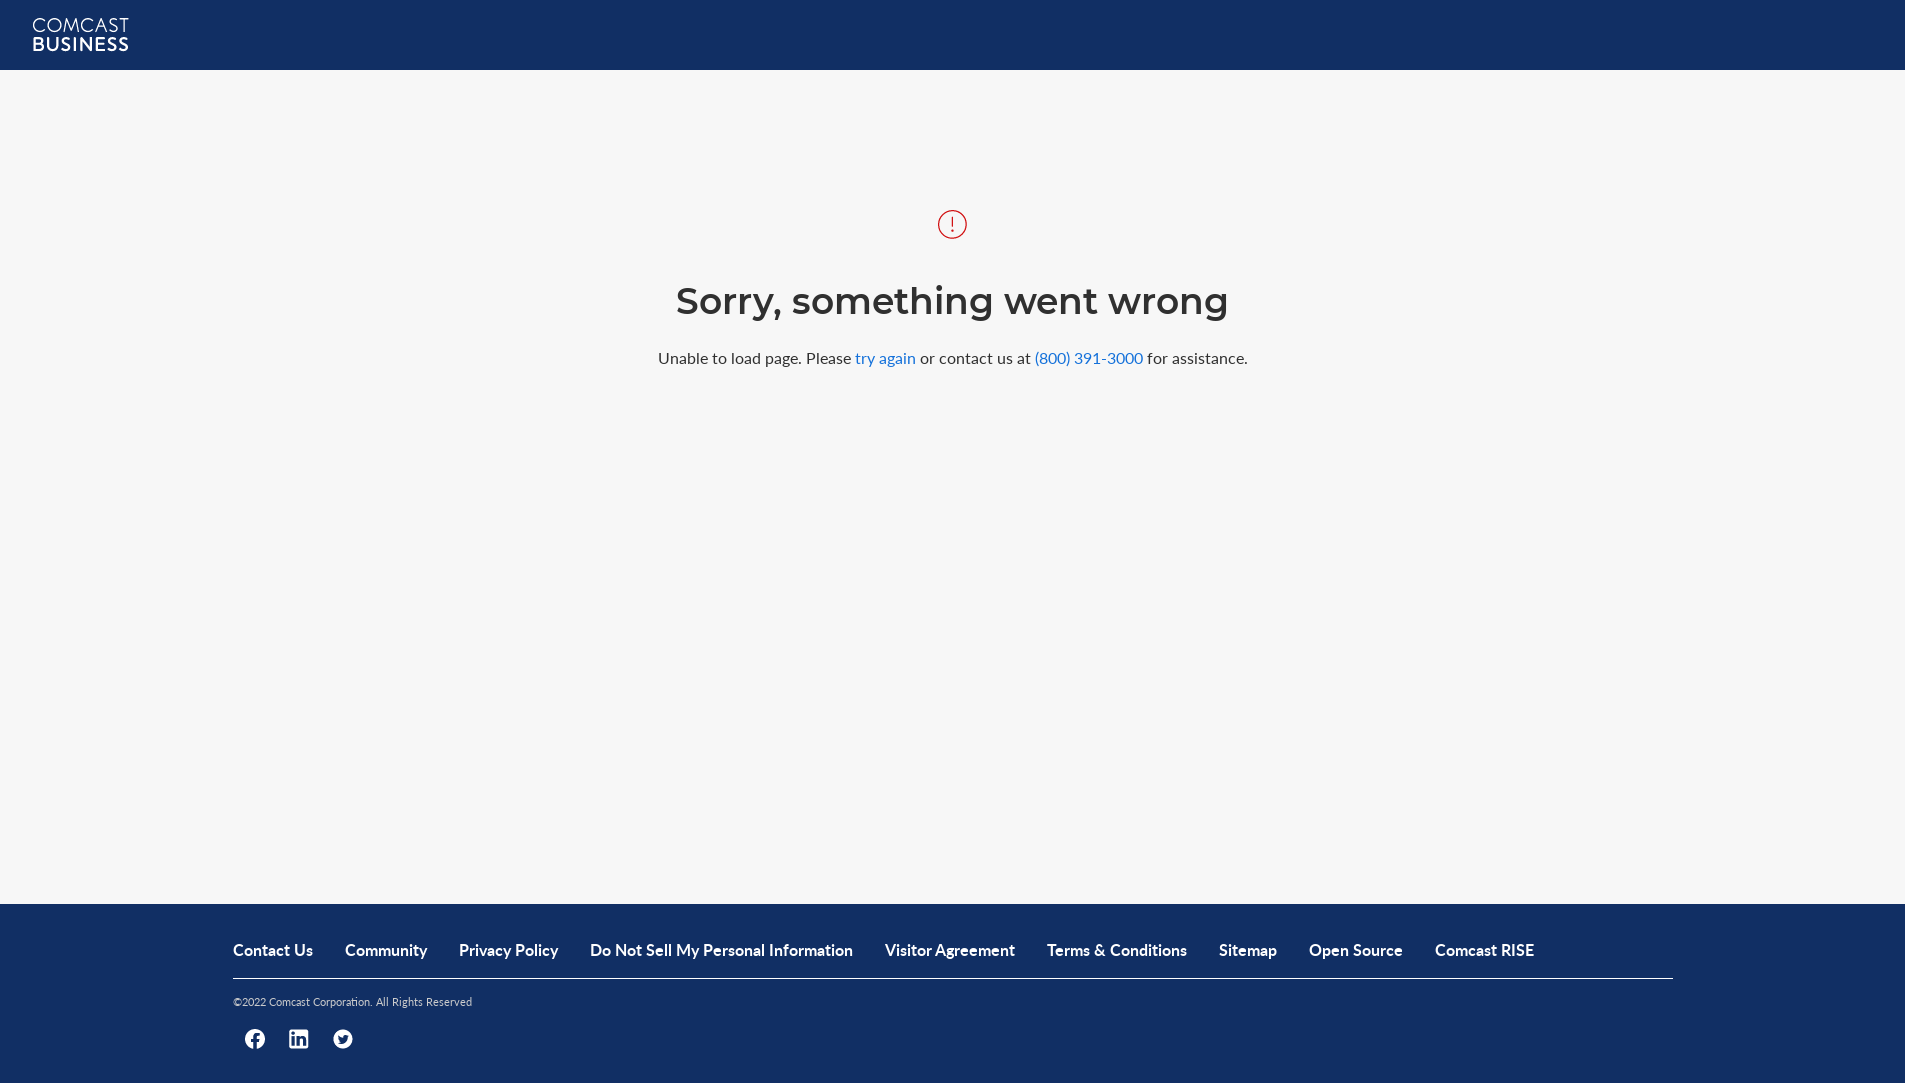 COMCAST
BUSINESS
Sorry, something went wrong
Unable to load page. Please try again or contact us at (800) 391-3000 for assistance.
Contact Us Community Privacy Policy Do Not Sell My Personal Information Visitor Agreement Terms & Conditions Sitemap Open Source Comcast RISE
©2022 Comcast Corporation. All Rights Reserved